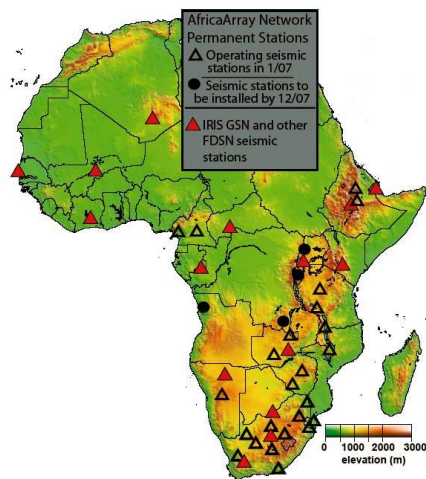 AfricaArray Network
Permanent Stations
Operating seismic
stations in 1/07
Seismic stations to
be installed by 12/07
IRIS GSN and other
FDSN seismic
stations
0 1000 2000 3000
elevation (m)